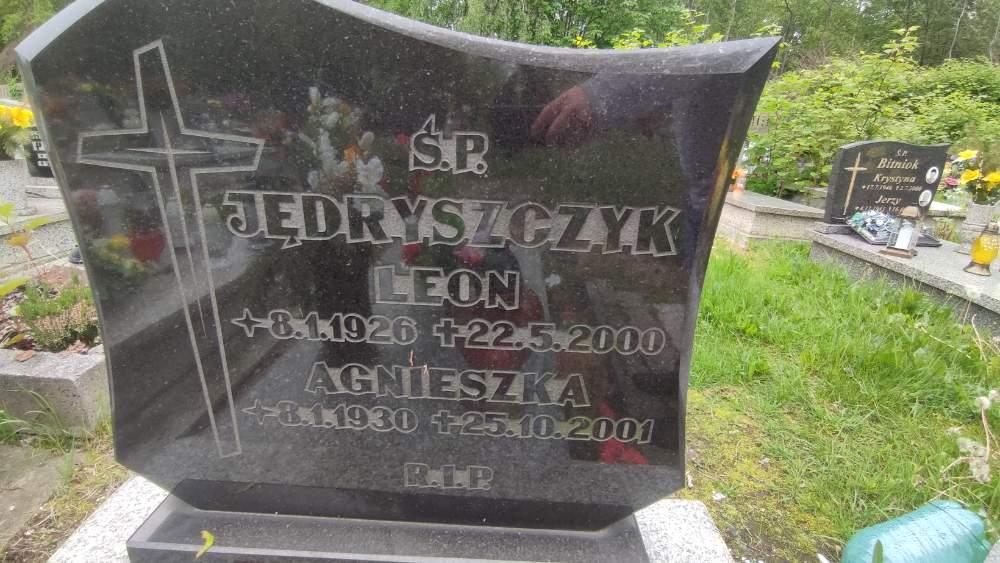 Ś.P.
JĘDRYSZCZYK
LEON
8.1.1926 22.5.2000
AGNIESZKA
8.1.1930 25.10.2001
R.I.P.
Ś.P.
Bitniok
Krystyna
Jerzy